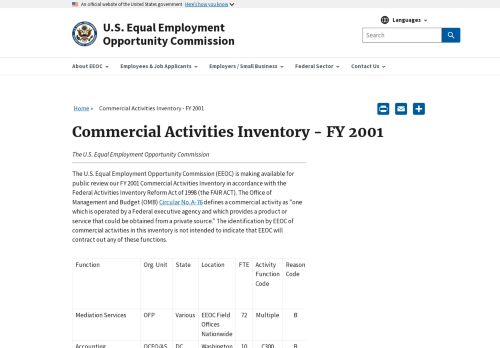 An official website of the United States government Here's how you know
Languages
U.S. Equal Employment
Opportunity Commission
Search
About EEOC
Employees & Job Applicants
Employers / Small Business
Federal Sector
Contact Us
Home » Commercial Activities Inventory - FY 2001
Commercial Activities Inventory - FY 2001
The U.S. Equal Employment Opportunity Commission
The U.S. Equal Employment Opportunity Commission (EEOC) is making available for
public review our FY 2001 Commercial Activities Inventory in accordance with the
Federal Activities Inventory Reform Act of 1998 (the FAIR ACT). The Office of
Management and Budget (OMB) Circular No. A-76 defines a commercial activity as "one
which is operated by a Federal executive agency and which provides a product or
service that could be obtained from a private source." The identification by EEOC of
commercial activities in this inventory is not intended to indicate that EEOC will
contract out any of these functions.
Function Org. Unit State Location FTE Activity Reason
Function Code
Code
Mediation Services OFP Various EEOC Field 72 Multiple B
Offices
Nationwide
Accounting OCFO/AS DC Washington 10 C300 B